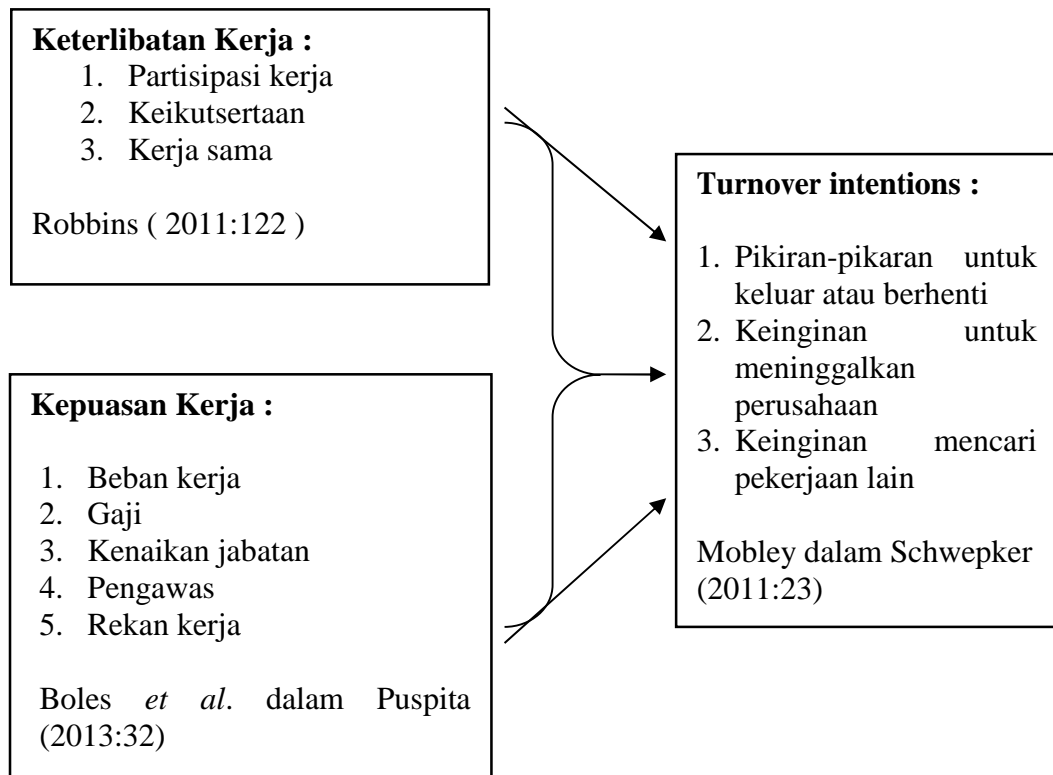 Keterlibatan Kerja :
1. Partisipasi kerja
2. Keikutsertaan
3. Kerja sama
Robbins ( 2011:122 )
Kepuasan Kerja :
1. Beban kerja
2. Gaji
3. Kenaikan jabatan
4. Pengawas
5. Rekan kerja
Boles et al. dalam Puspita
(2013:32)
Turnover intentions :
1. Pikiran-pikaran untuk
keluar atau berhenti
2. Keinginan untuk
meninggalkan
perusahaan
3. Keinginan mencari
pekerjaan lain
Mobley dalam Schwepker
(2011:23)